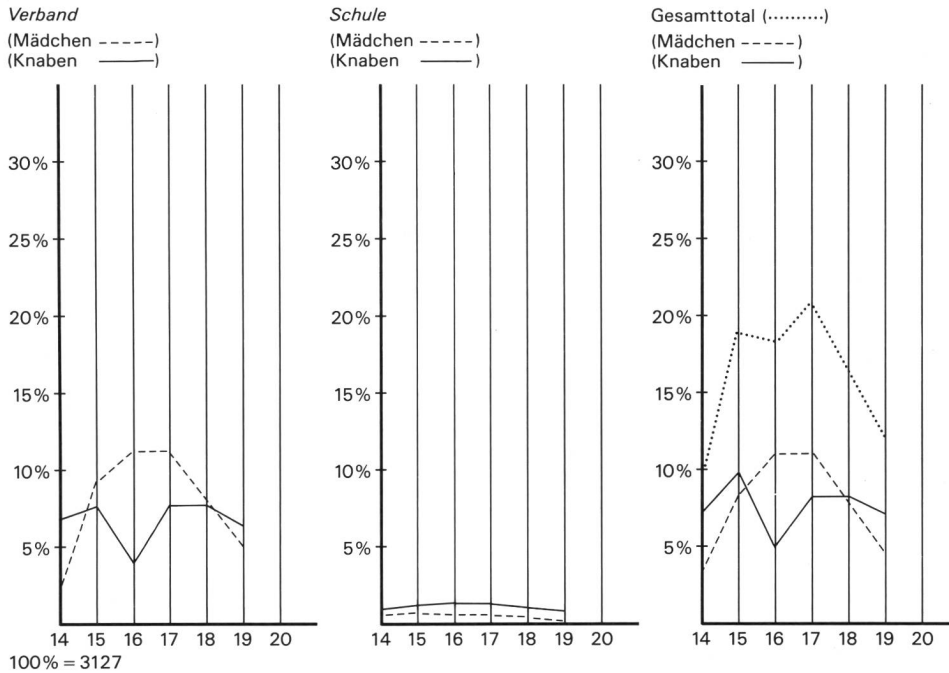 Verband
(Mädchen -------)
(Knaben ———)
30%
25%
20%
15%
10%
5%
14 15 16 17 18 19 20
100% = 3127
Schule
(Mädchen -------)
(Knaben ———)
30%
25%
20%
15%
10%
5%
14 15 16 17 18 19 20
Gesamttotal (..........)
(Mädchen -------)
(Knaben ———)
30%
25%
20%
15%
10%
5%
14 15 16 17 18 19 20